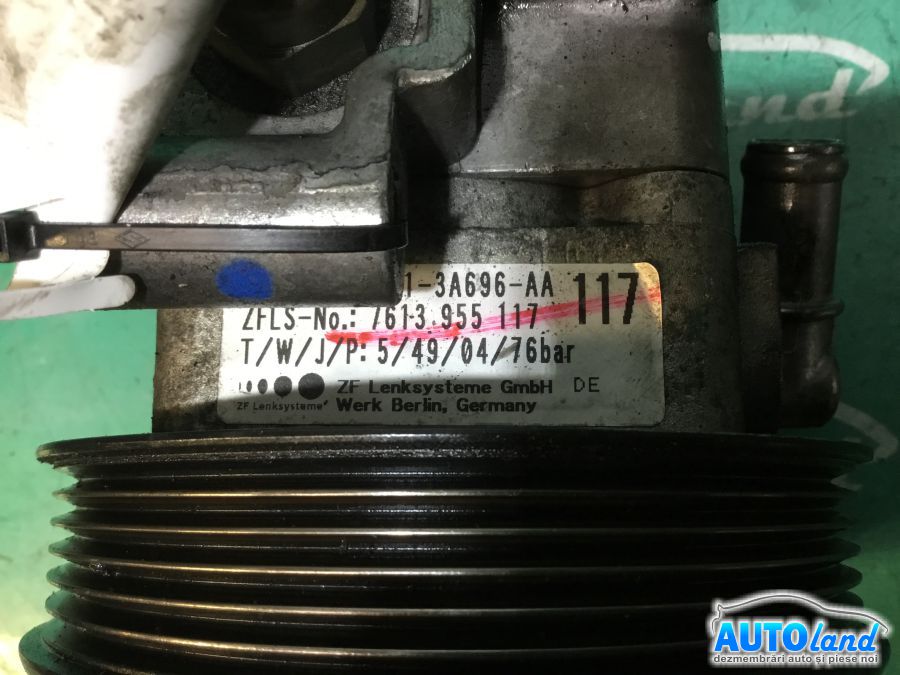 land
1-3A696-AA 117
ZFLS-No.: 7613 955 117
T/W/J/P: 5/49/04/76bar
ZF Lenksysteme GmbH DE
ZF Lenksysteme
Werk Berlin, Germany
AUTOland
dezmembrări auto și piese noi